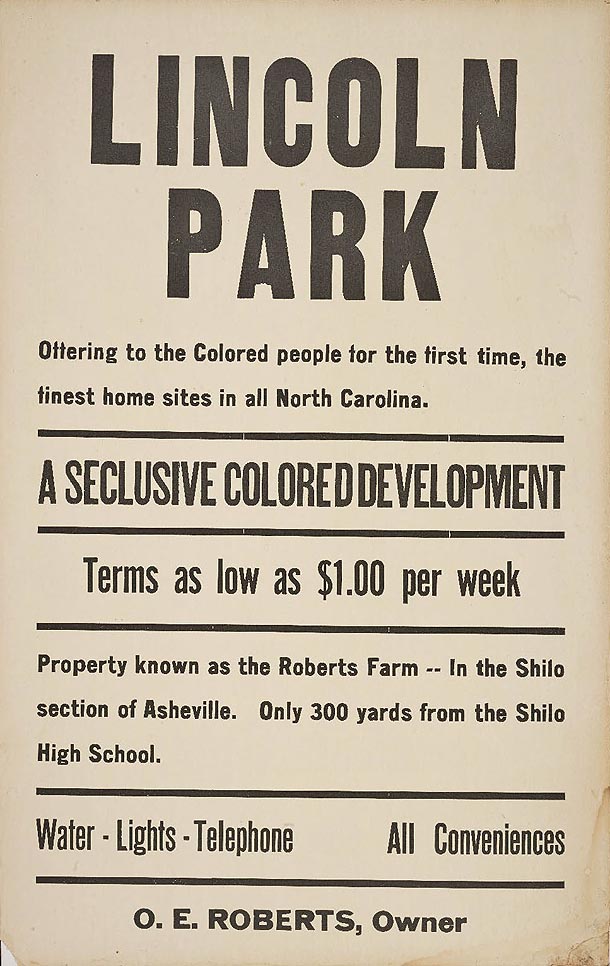 LINCOLN
PARK
Offering to the Colored people for the first time, the
finest home sites in all North Carolina.
A SECLUSIVE COLORED DEVELOPMENT
Terms as low as $1.00 per week
Property known as the Roberts Farm -- In the Shilo
section of Asheville. Only 300 yards from the Shilo
High School.
Water - Lights - Telephone All Conveniences
O. E. ROBERTS, Owner